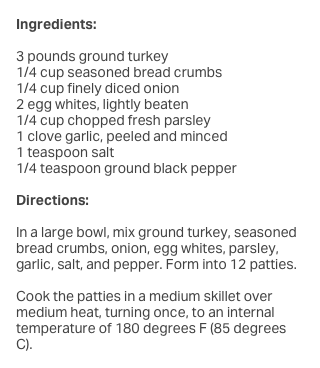 Ingredients:
3 pounds ground turkey
1/4 cup seasoned bread crumbs
1/4 cup finely diced onion
2 egg whites, lightly beaten
1/4 cup chopped fresh parsley
1 clove garlic, peeled and minced
1 teaspoon salt
1/4 teaspoon ground black pepper
Directions:
In a large bowl, mix ground turkey, seasoned
bread crumbs, onion, egg whites, parsley,
garlic, salt, and pepper. Form into 12 patties.
Cook the patties in a medium skillet over
medium heat, turning once, to an internal
temperature of 180 degrees F (85 degrees
C).